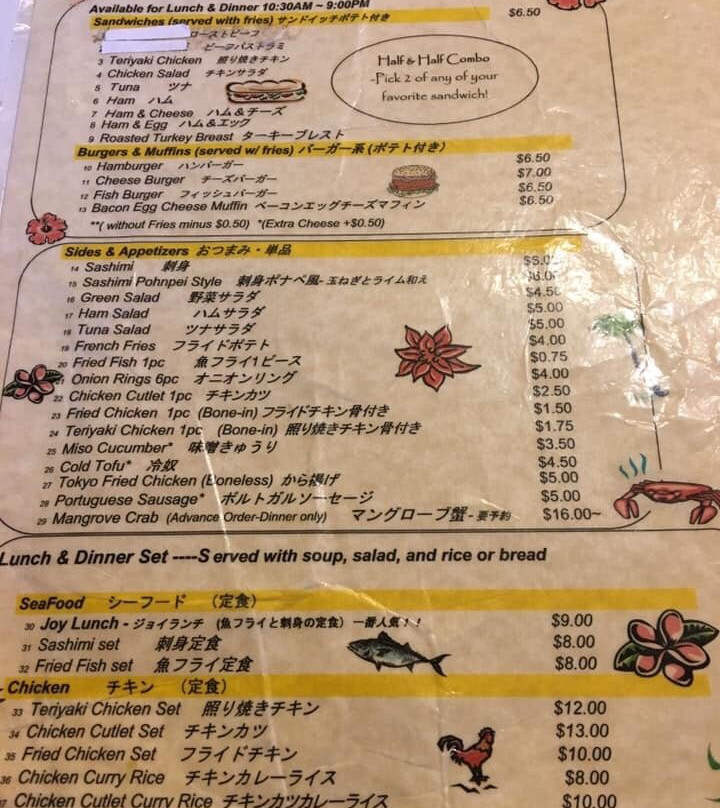 Available for Lunch & Dinner 10:30AM ~ 9:00PM
Sandwiches (served with fries) サンドイッチポテト付き $6.50
ローストビーフ
ビーフパストラミ
3 Teriyaki Chicken 照り焼きチキン
4 Chicken Salad チキンサラダ
5 Tuna ツナ
6 Ham ハム
7 Ham & Cheese ハム＆チーズ
8 Ham & Egg ハム＆エッグ
9 Roasted Turkey Breast ターキーブレスト
Half & Half Combo
-Pick 2 of any of your
favorite sandwich!
Burgers & Muffins (served w/ fries) バーガー系 (ポテト付き)
10 Hamburger ハンバーガー $6.50
11 Cheese Burger チーズバーガー $7.00
12 Fish Burger フィッシュバーガー $6.50
13 Bacon Egg Cheese Muffin ベーコンエッグチーズマフィン $6.50
**( without Fries minus $0.50) *(Extra Cheese +$0.50)
Sides & Appetizers おつまみ・単品
14 Sashimi 刺身
15 Sashimi Pohnpei Style 刺身ポナペ風- 玉ねぎとライム和え
16 Green Salad 野菜サラダ $4.50
17 Ham Salad ハムサラダ $5.00
18 Tuna Salad ツナサラダ $5.00
19 French Fries フライドポテト $4.00
20 Fried Fish 1pc 魚フライ1ピース $0.75
21 Onion Rings 6pc オニオンリング $4.00
22 Chicken Cutlet 1pc チキンカツ $2.50
23 Fried Chicken 1pc (Bone-in) フライドチキン骨付き $1.50
24 Teriyaki Chicken 1pc (Bone-in) 照り焼きチキン骨付き $1.75
25 Miso Cucumber* 味噌きゅうり $3.50
26 Cold Tofu* 冷奴 $4.50
27 Tokyo Fried Chicken (Boneless) から揚げ $5.00
28 Portuguese Sausage* ポルトガルソーセージ $5.00
29 Mangrove Crab (Advance Order-Dinner only) マングローブ蟹 - 要予約 $16.00~
Lunch & Dinner Set ----S erved with soup, salad, and rice or bread
SeaFood シーフード （定食）
30 Joy Lunch - ジョイランチ (魚フライと刺身の定食) 一番人気！！ $9.00
31 Sashimi set 刺身定食 $8.00
32 Fried Fish set 魚フライ定食 $8.00
Chicken チキン （定食）
33 Teriyaki Chicken Set 照り焼きチキン $12.00
34 Chicken Cutlet Set チキンカツ $13.00
35 Fried Chicken Set フライドチキン $10.00
36 Chicken Curry Rice チキンカレーライス $8.00
37 Chicken Cutlet Curry Rice チキンカツカレーライス $10.00